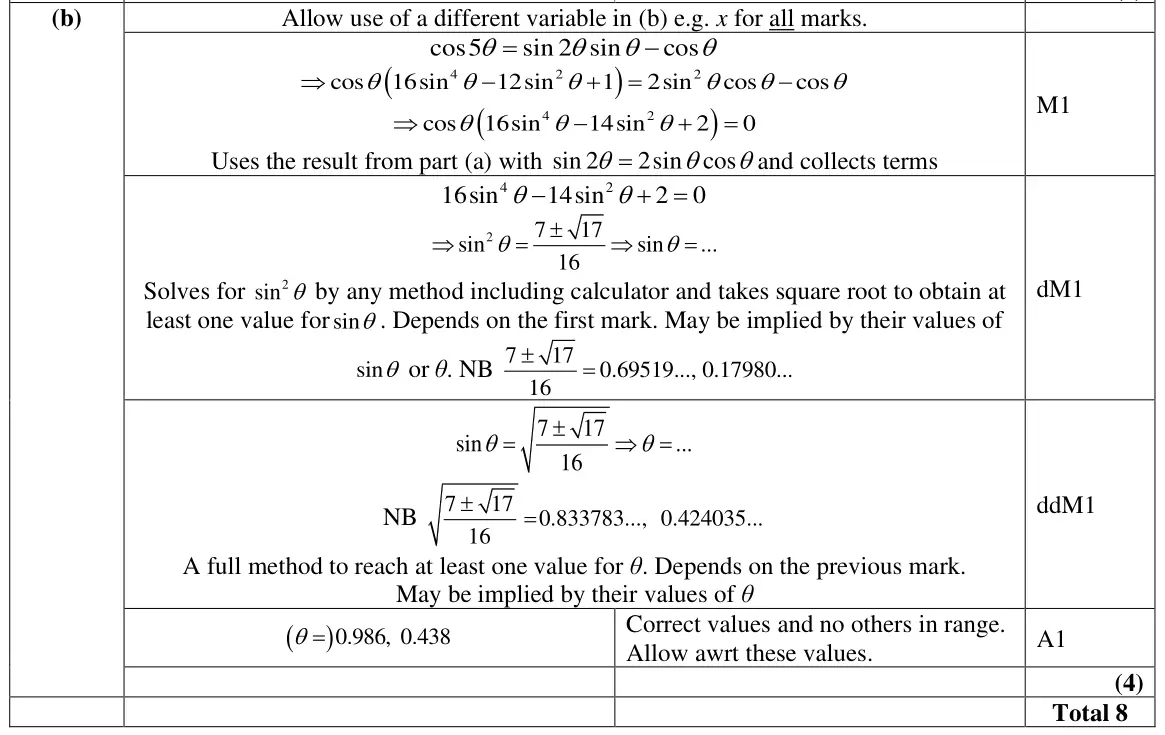 (b)
Allow use of a different variable in (b) e.g. x for all marks.
cos5θ = sin 2θ sin θ − cos θ
⇒ cos θ (16sin⁴ θ − 12sin² θ + 1) = 2sin² θ cos θ − cos θ
⇒ cos θ (16sin⁴ θ − 14sin² θ + 2) = 0
Uses the result from part (a) with sin 2θ = 2sin θ cos θ and collects terms
M1
16sin⁴ θ − 14sin² θ + 2 = 0
⇒ sin² θ = (7 ± √17)/16 ⇒ sin θ = ...
Solves for sin² θ by any method including calculator and takes square root to obtain at
least one value for sin θ . Depends on the first mark. May be implied by their values of
sin θ or θ. NB (7 ± √17)/16 = 0.69519..., 0.17980...
dM1
sin θ = √((7 ± √17)/16) ⇒ θ = ...
NB √((7 ± √17)/16) = 0.833783..., 0.424035...
A full method to reach at least one value for θ. Depends on the previous mark.
May be implied by their values of θ
ddM1
(θ =) 0.986, 0.438
Correct values and no others in range.
Allow awrt these values.
A1
(4)
Total 8